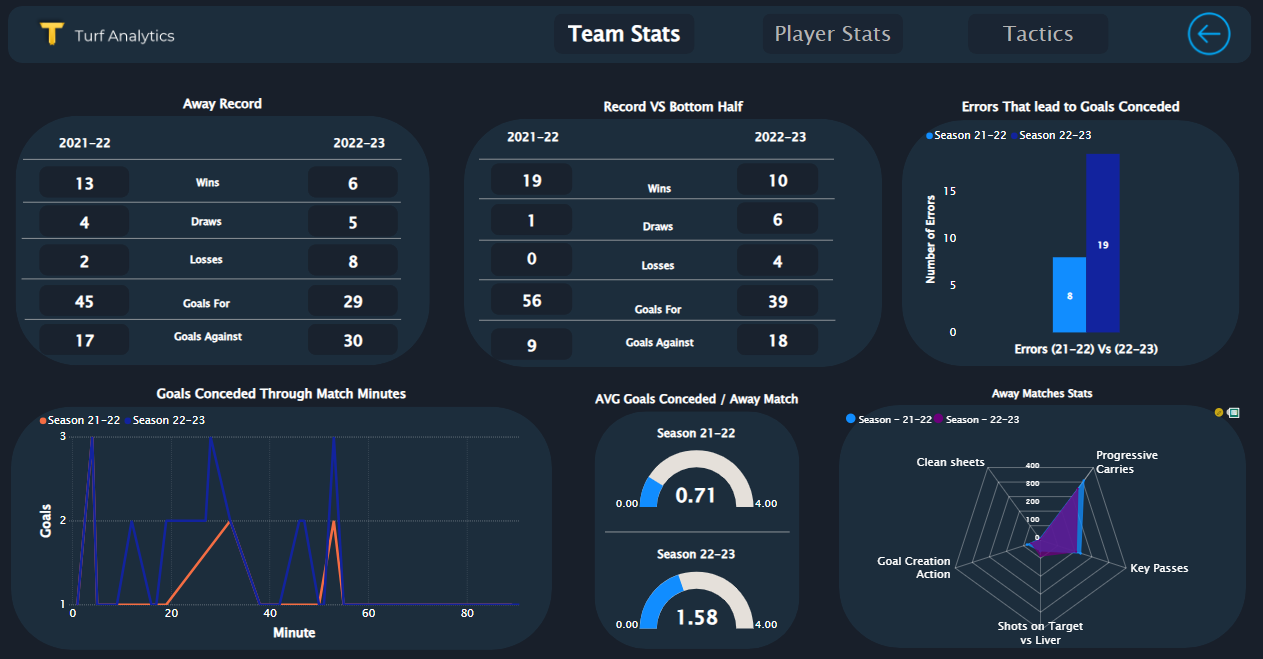 T Turf Analytics
Team Stats
Player Stats
Tactics
Away Record
2021-22 2022-23
13 Wins 6
4 Draws 5
2 Losses 8
45 Goals For 29
17 Goals Against 30
Record VS Bottom Half
2021-22 2022-23
19 Wins 10
1 Draws 6
0 Losses 4
56 Goals For 39
9 Goals Against 18
Errors That lead to Goals Conceded
Season 21-22 Season 22-23
Number of Errors
15
10
5
0
8
19
Errors (21-22) Vs (22-23)
Goals Conceded Through Match Minutes
Season 21-22 Season 22-23
Goals
3
2
1
0 20 40 60 80
Minute
AVG Goals Conceded / Away Match
Season 21-22
0.71
0.00 4.00
Season 22-23
1.58
0.00 4.00
Away Matches Stats
Season - 21-22 Season - 22-23
Clean sheets
Progressive
Carries
400
300
200
100
0
Goal Creation
Action
Key Passes
Shots on Target
vs Liver